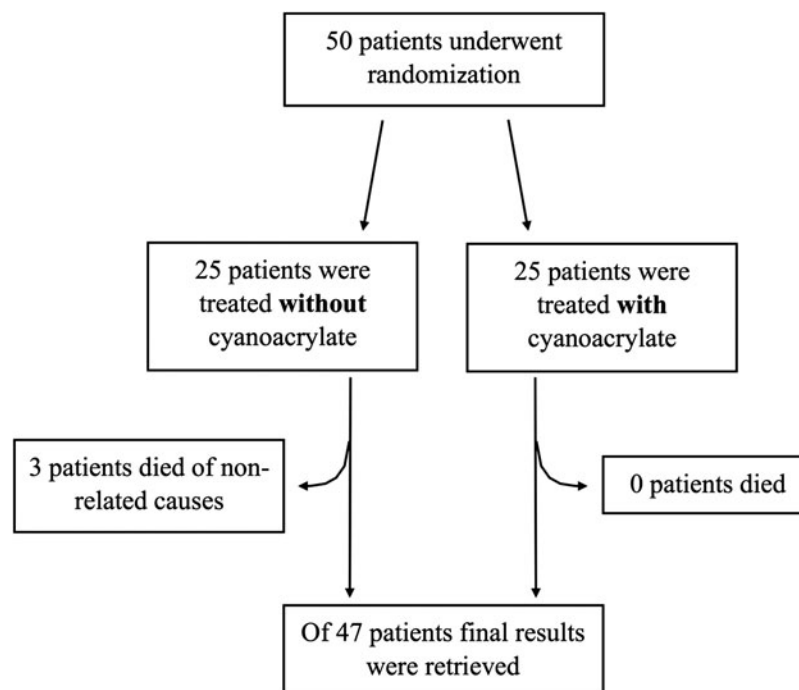 50 patients underwent
randomization
25 patients were
treated without
cyanoacrylate
25 patients were
treated with
cyanoacrylate
3 patients died of non-
related causes
0 patients died
Of 47 patients final results
were retrieved